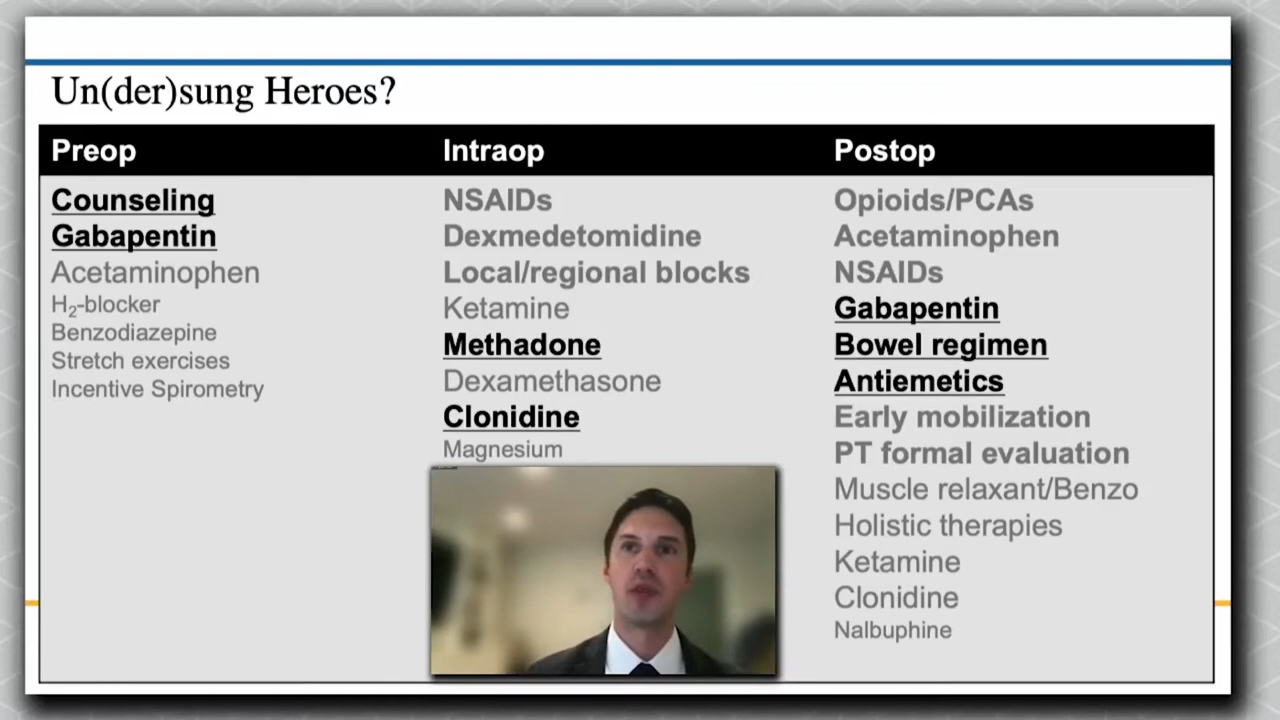 Un(der)sung Heroes?
Preop
Intraop
Postop
Counseling
Gabapentin
Acetaminophen
H₂-blocker
Benzodiazepine
Stretch exercises
Incentive Spirometry
NSAIDs
Dexmedetomidine
Local/regional blocks
Ketamine
Methadone
Dexamethasone
Clonidine
Magnesium
Opioids/PCAs
Acetaminophen
NSAIDs
Gabapentin
Bowel regimen
Antiemetics
Early mobilization
PT formal evaluation
Muscle relaxant/Benzo
Holistic therapies
Ketamine
Clonidine
Nalbuphine